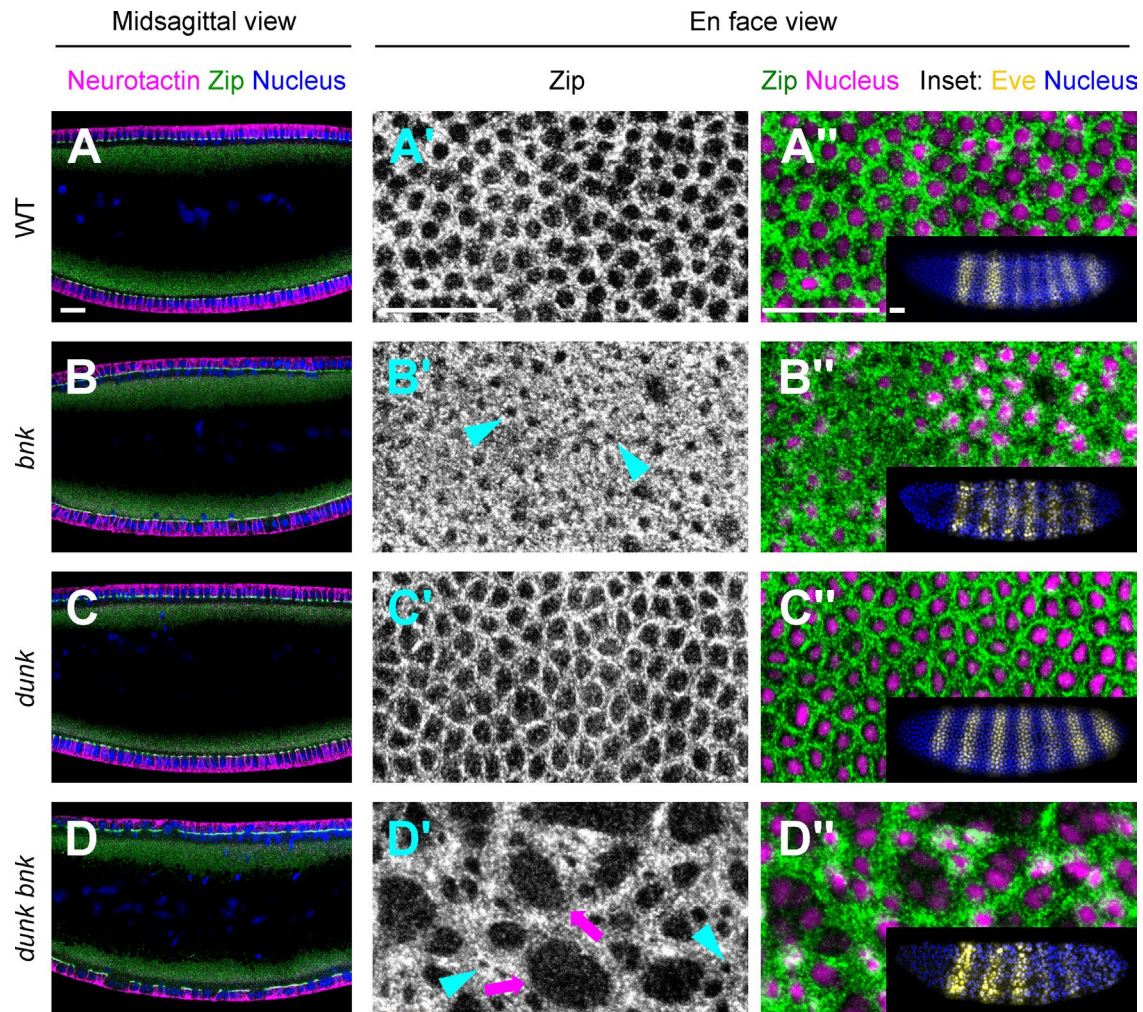 Midsagittal view En face view
Neurotactin Zip Nucleus Zip Zip Nucleus Inset: Eve Nucleus
WT A A' A''
bnk B B' B''
dunk C C' C''
dunk bnk D D' D''